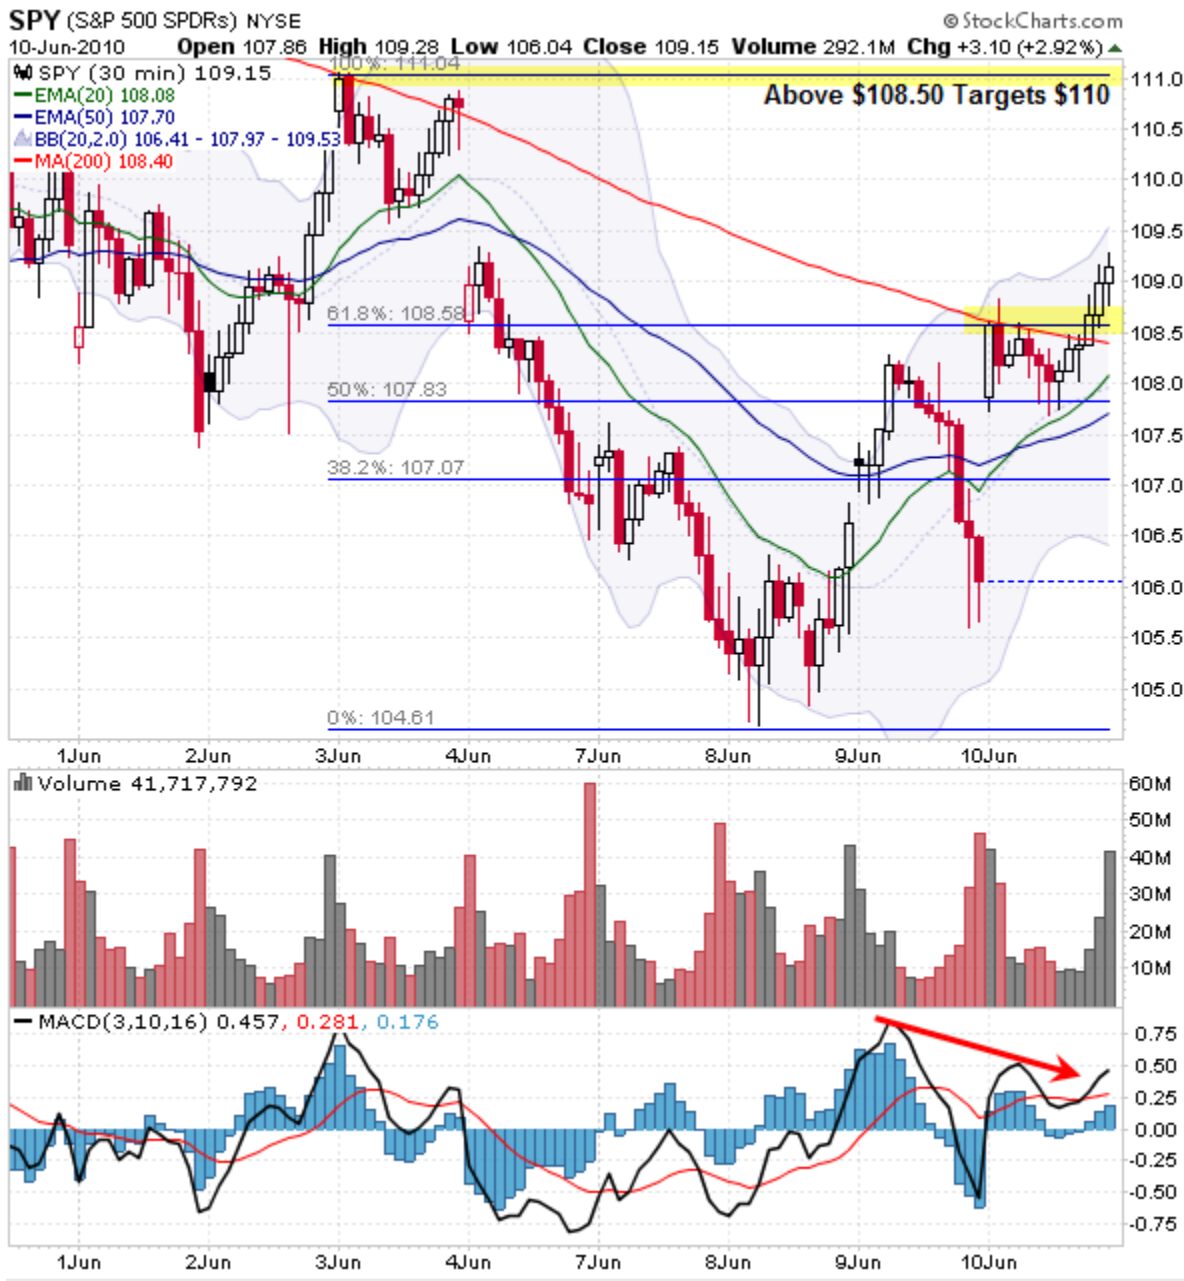 SPY (S&P 500 SPDRs) NYSE
© StockCharts.com
10-Jun-2010 Open 107.86 High 109.28 Low 106.04 Close 109.15 Volume 292.1M Chg +3.10 (+2.92%)
SPY (30 min) 109.15
EMA(20) 108.08
EMA(50) 107.70
BB(20,2.0) 106.41 - 107.97 - 109.53
MA(200) 108.40
100%: 111.04
Above $108.50 Targets $110
61.8%: 108.58
50%: 107.83
38.2%: 107.07
0%: 104.61
111.0
110.5
110.0
109.5
109.0
108.5
108.0
107.5
107.0
106.5
106.0
105.5
105.0
1Jun 2Jun 3Jun 4Jun 7Jun 8Jun 9Jun 10Jun
Volume 41,717,792
60M
50M
40M
30M
20M
10M
MACD(3,10,16) 0.457, 0.281, 0.176
0.75
0.50
0.25
0.00
-0.25
-0.50
-0.75
1Jun 2Jun 3Jun 4Jun 7Jun 8Jun 9Jun 10Jun